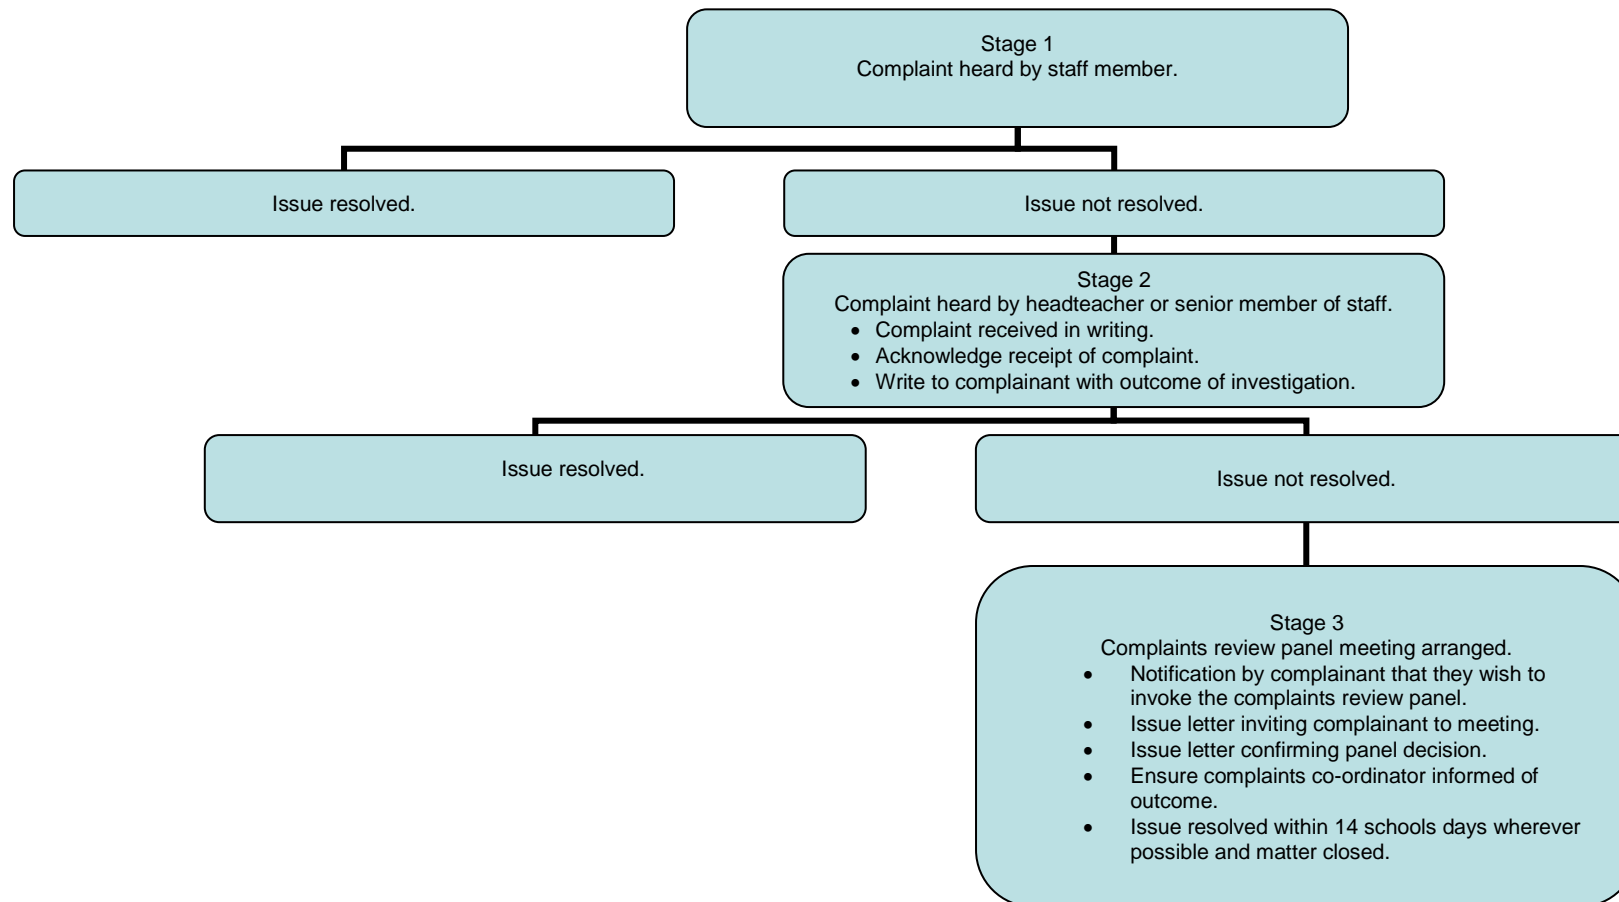 Stage 1
Complaint heard by staff member.
Issue resolved.
Issue not resolved.
Stage 2
Complaint heard by headteacher or senior member of staff.
• Complaint received in writing.
• Acknowledge receipt of complaint.
• Write to complainant with outcome of investigation.
Issue resolved.
Issue not resolved.
Stage 3
Complaints review panel meeting arranged.
• Notification by complainant that they wish to
invoke the complaints review panel.
• Issue letter inviting complainant to meeting.
• Issue letter confirming panel decision.
• Ensure complaints co-ordinator informed of
outcome.
• Issue resolved within 14 schools days wherever
possible and matter closed.